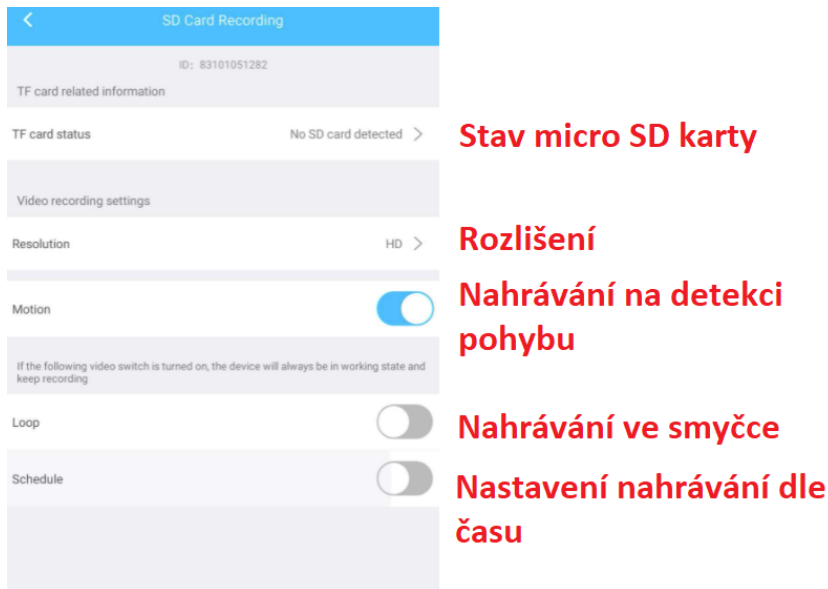 SD Card Recording
ID: 83101051282
TF card related information
TF card status
No SD card detected
Stav micro SD karty
Video recording settings
Resolution
HD
Rozlišení
Motion
Nahrávání na detekci
pohybu
If the following video switch is turned on, the device will always be in working state and
keep recording
Loop
Nahrávání ve smyčce
Schedule
Nastavení nahrávání dle
času